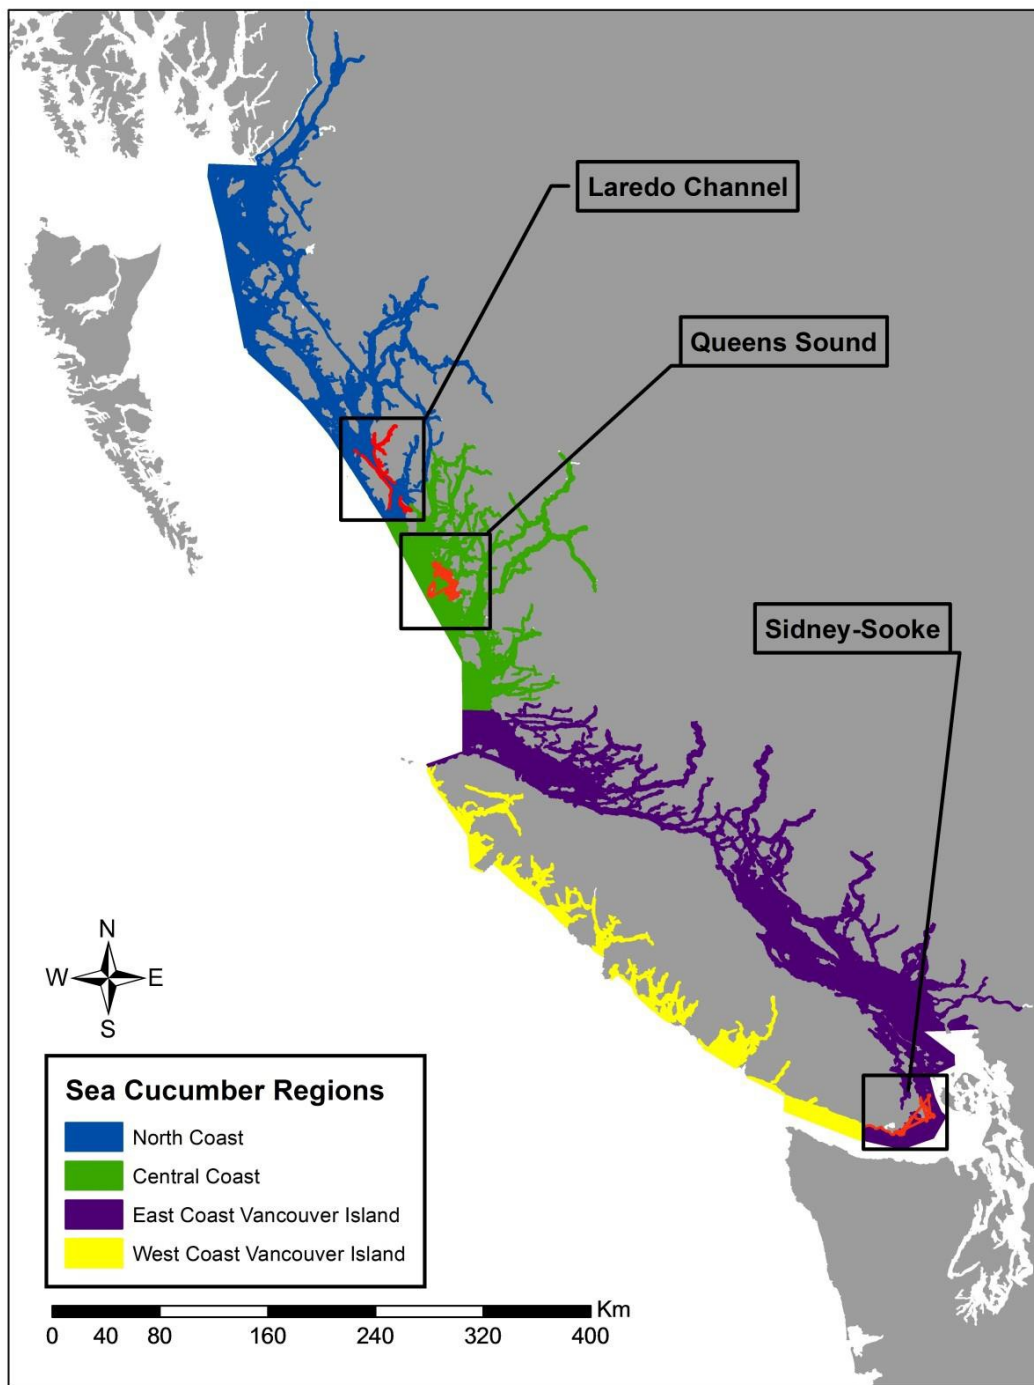 Laredo Channel
Queens Sound
Sidney-Sooke
N
W E
S
Sea Cucumber Regions
North Coast
Central Coast
East Coast Vancouver Island
West Coast Vancouver Island
Km
0 40 80 160 240 320 400